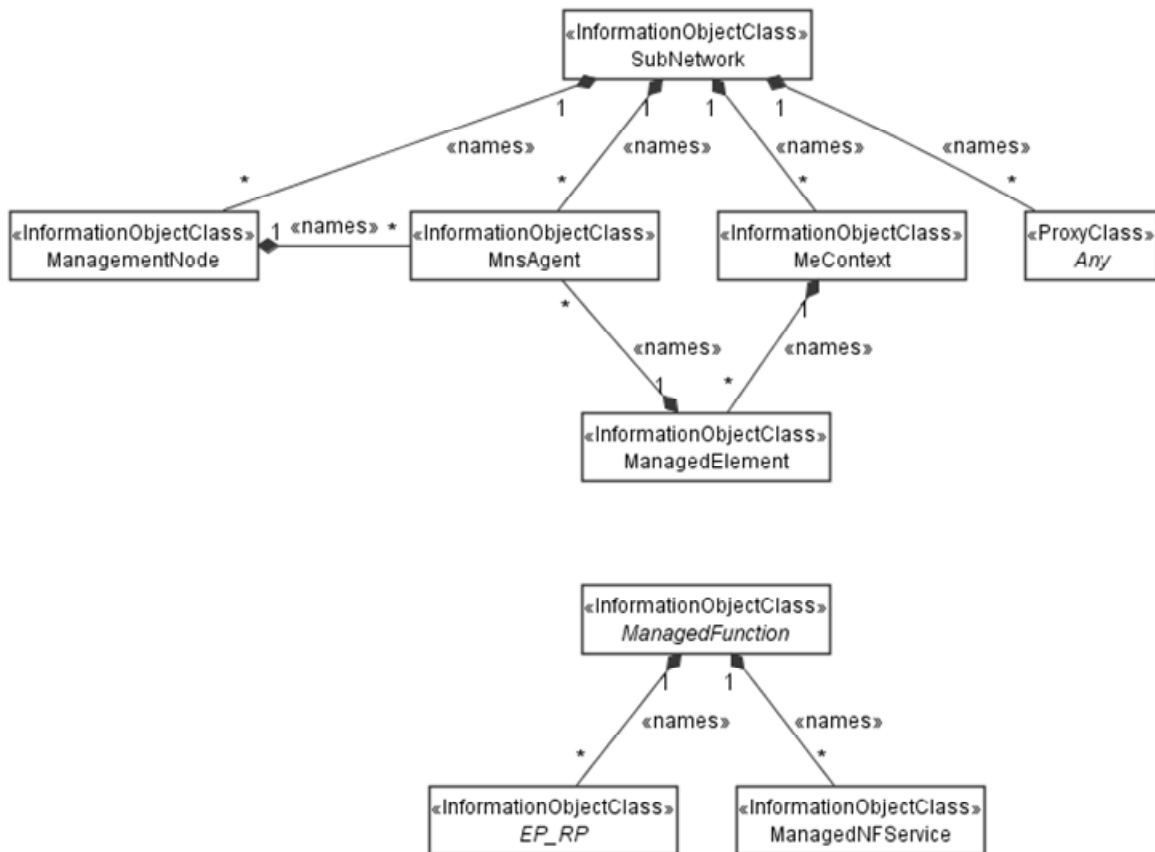 «InformationObjectClass»
SubNetwork
1 1 1 1
«names» «names» «names» «names»
* * * *
«InformationObjectClass»
ManagementNode
1 «names» *
«InformationObjectClass»
MnsAgent
«InformationObjectClass»
MeContext
«ProxyClass»
Any
* 1
«names» «names»
1 *
«InformationObjectClass»
ManagedElement
«InformationObjectClass»
ManagedFunction
1 1
«names» «names»
* *
«InformationObjectClass»
EP_RP
«InformationObjectClass»
ManagedNFService